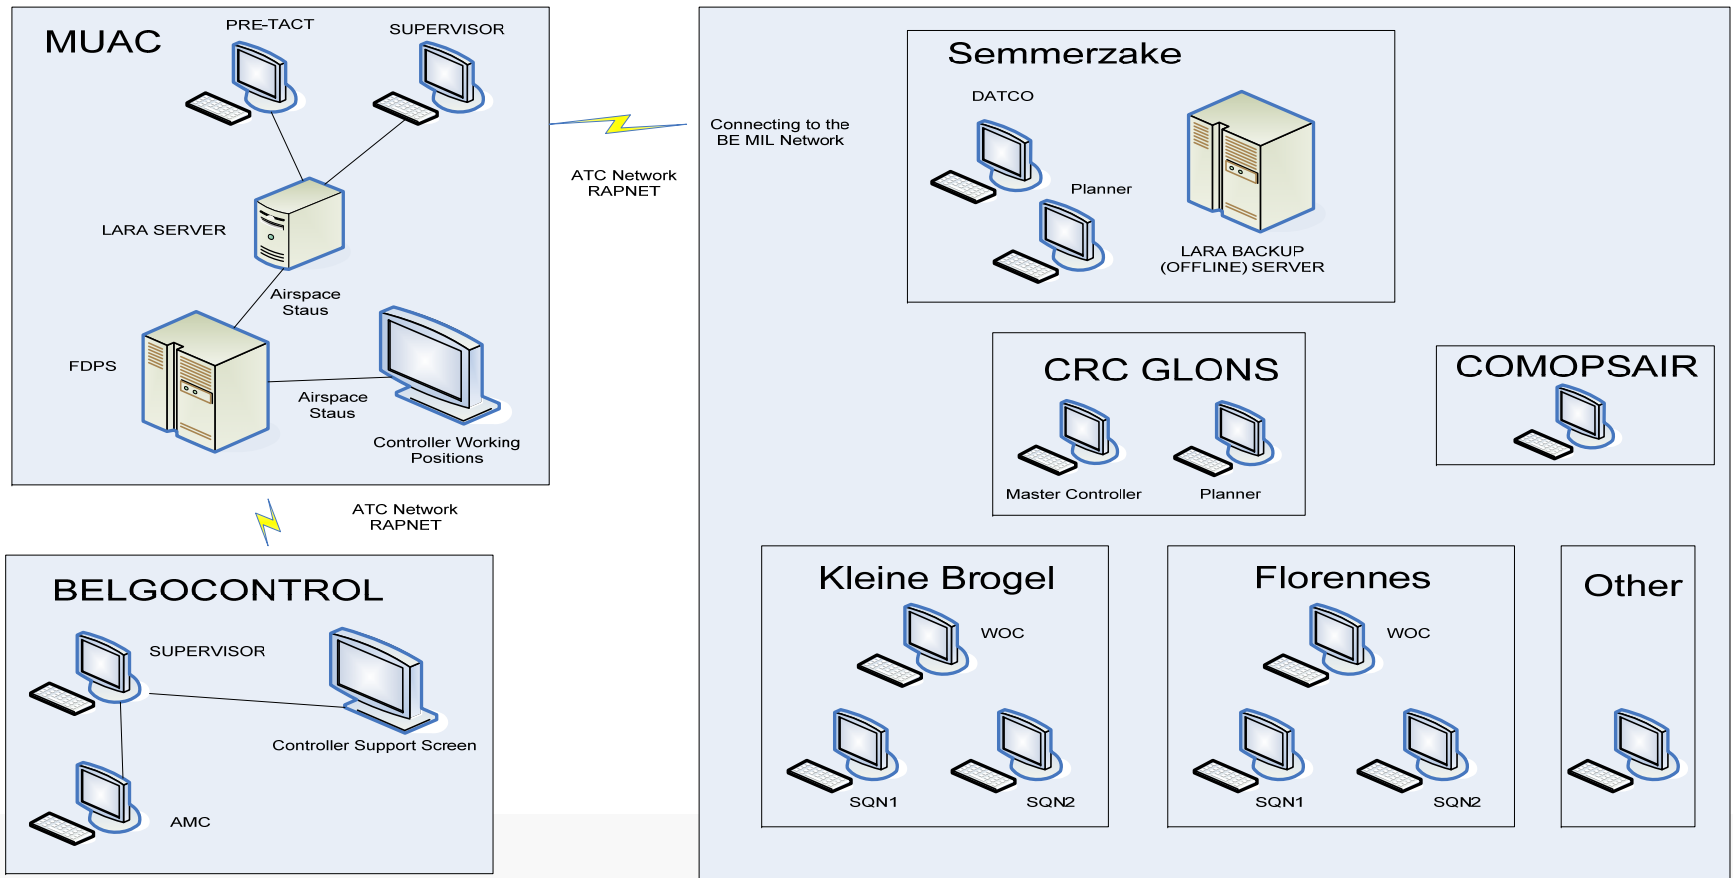 MUAC
PRE-TACT
SUPERVISOR
LARA SERVER
Airspace
Staus
FDPS
Airspace
Staus
Controller Working
Positions
ATC Network
RAPNET
Connecting to the
BE MIL Network
Semmerzake
DATCO
Planner
LARA BACKUP
(OFFLINE) SERVER
CRC GLONS
Master Controller
Planner
COMOPSAIR
ATC Network
RAPNET
BELGOCONTROL
SUPERVISOR
Controller Support Screen
AMC
Kleine Brogel
WOC
SQN1
SQN2
Florennes
WOC
SQN1
SQN2
Other